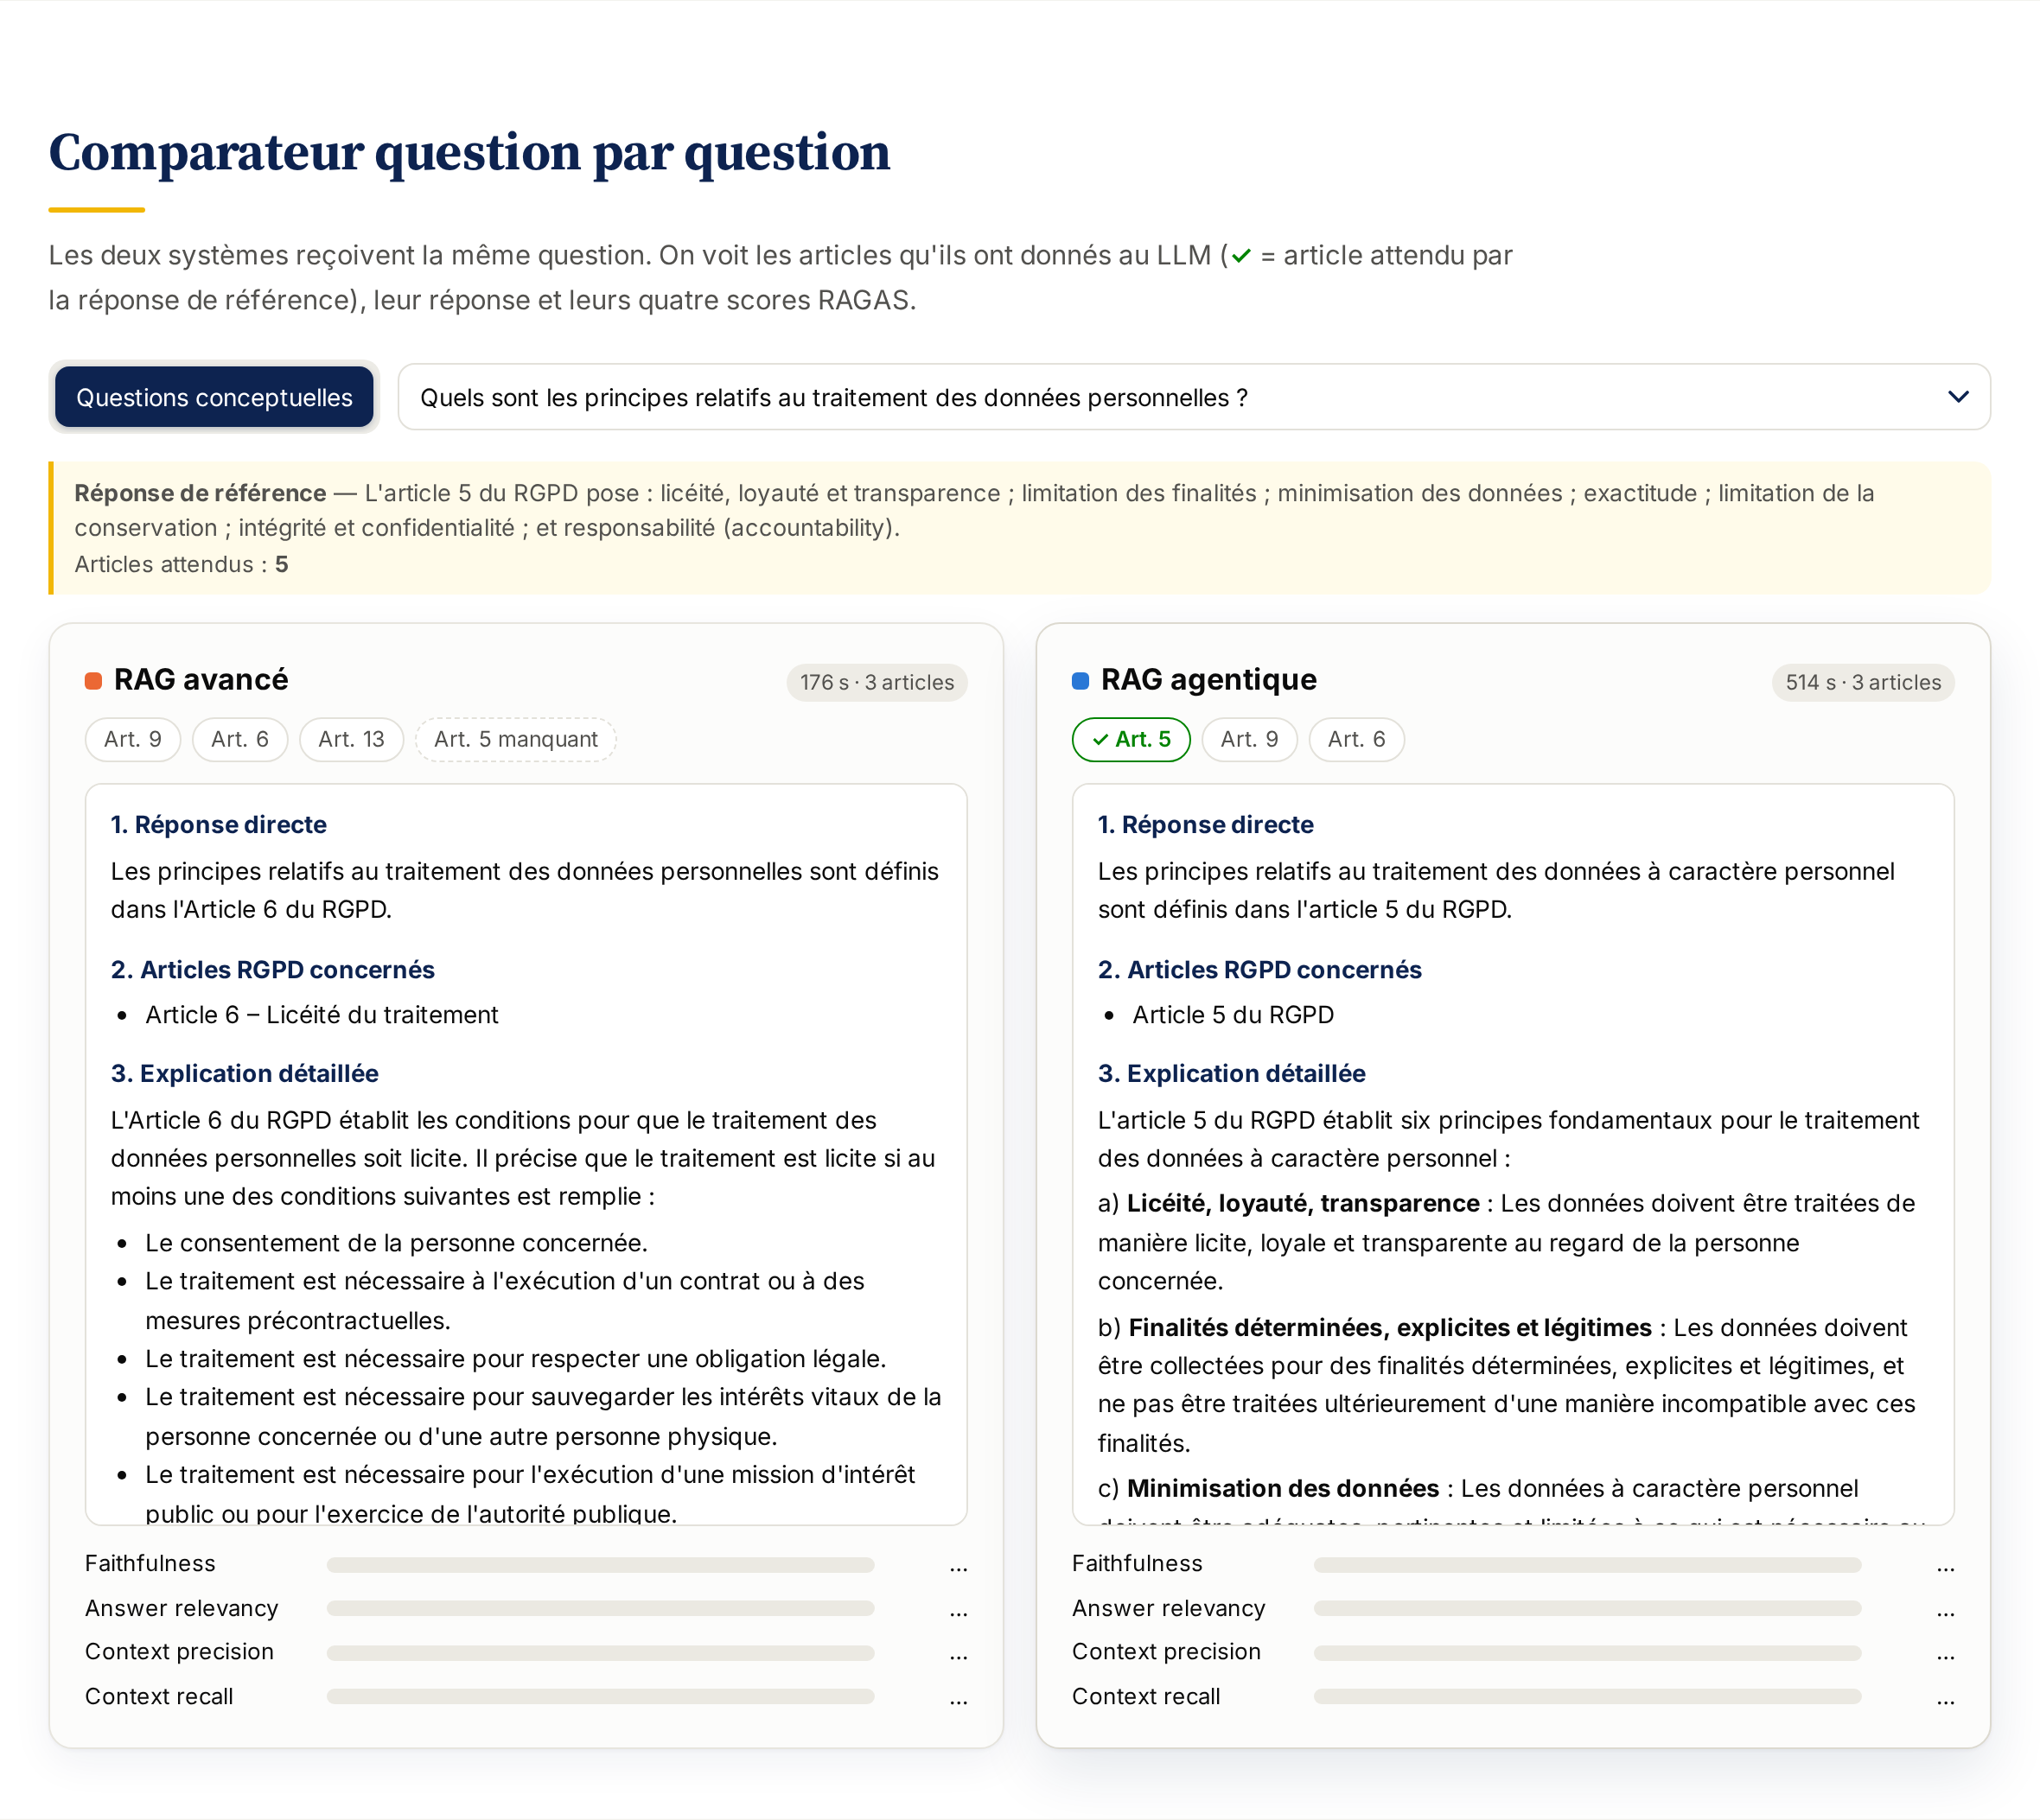 Comparateur question par question
Les deux systèmes reçoivent la même question. On voit les articles qu'ils ont donnés au LLM (✓ = article attendu par
la réponse de référence), leur réponse et leurs quatre scores RAGAS.
Questions conceptuelles
Quels sont les principes relatifs au traitement des données personnelles ?
Réponse de référence — L'article 5 du RGPD pose : licéité, loyauté et transparence ; limitation des finalités ; minimisation des données ; exactitude ; limitation de la
conservation ; intégrité et confidentialité ; et responsabilité (accountability).
Articles attendus : 5
RAG avancé
176 s · 3 articles
Art. 9
Art. 6
Art. 13
Art. 5 manquant
1. Réponse directe
Les principes relatifs au traitement des données personnelles sont définis
dans l'Article 6 du RGPD.
2. Articles RGPD concernés
• Article 6 – Licéité du traitement
3. Explication détaillée
L'Article 6 du RGPD établit les conditions pour que le traitement des
données personnelles soit licite. Il précise que le traitement est licite si au
moins une des conditions suivantes est remplie :
• Le consentement de la personne concernée.
• Le traitement est nécessaire à l'exécution d'un contrat ou à des
mesures précontractuelles.
• Le traitement est nécessaire pour respecter une obligation légale.
• Le traitement est nécessaire pour sauvegarder les intérêts vitaux de la
personne concernée ou d'une autre personne physique.
• Le traitement est nécessaire pour l'exécution d'une mission d'intérêt
public ou pour l'exercice de l'autorité publique.
Faithfulness ...
Answer relevancy ...
Context precision ...
Context recall ...
RAG agentique
514 s · 3 articles
✓ Art. 5
Art. 9
Art. 6
1. Réponse directe
Les principes relatifs au traitement des données à caractère personnel
sont définis dans l'article 5 du RGPD.
2. Articles RGPD concernés
• Article 5 du RGPD
3. Explication détaillée
L'article 5 du RGPD établit six principes fondamentaux pour le traitement
des données à caractère personnel :
a) Licéité, loyauté, transparence : Les données doivent être traitées de
manière licite, loyale et transparente au regard de la personne
concernée.
b) Finalités déterminées, explicites et légitimes : Les données doivent
être collectées pour des finalités déterminées, explicites et légitimes, et
ne pas être traitées ultérieurement d'une manière incompatible avec ces
finalités.
c) Minimisation des données : Les données à caractère personnel
doivent être adéquates, pertinentes et limitées à ce qui est nécessaire au
Faithfulness ...
Answer relevancy ...
Context precision ...
Context recall ...